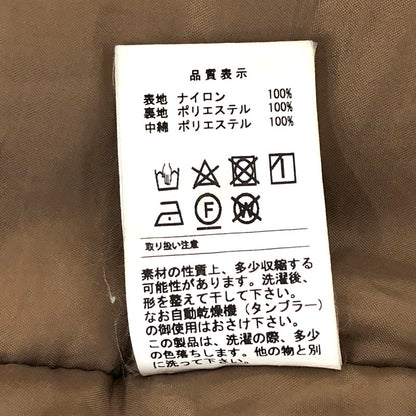 品質表示
表地 ナイロン 100%
裏地 ポリエステル 100%
中綿 ポリエステル 100%
F
W
取り扱い注意
素材の性質上、多少収縮する
可能性があります。洗濯後、
形を整えて干して下さい。
なお自動乾燥機（タンブラー）
の御使用はおさけ下さい。
この製品は、洗濯の際、多少
の色落ちします。他の物と別
に洗って下さい。